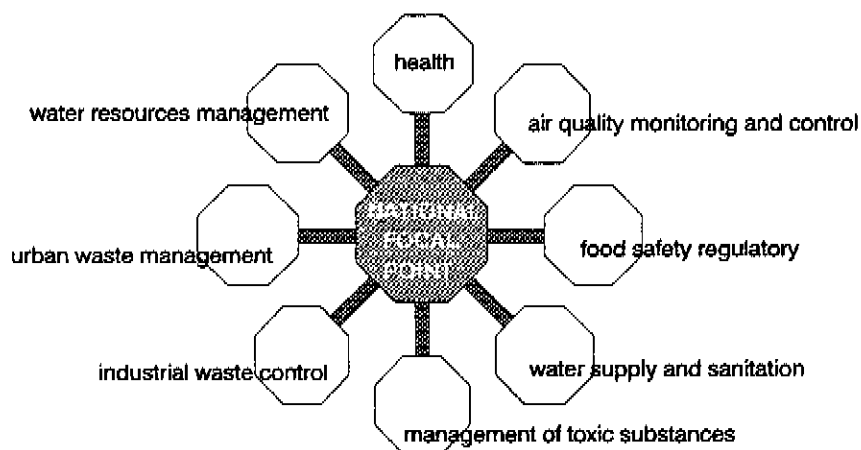 health
water resources management
air quality monitoring and control
NATIONAL
FOCAL
POINT
urban waste management
food safety regulatory
industrial waste control
water supply and sanitation
management of toxic substances